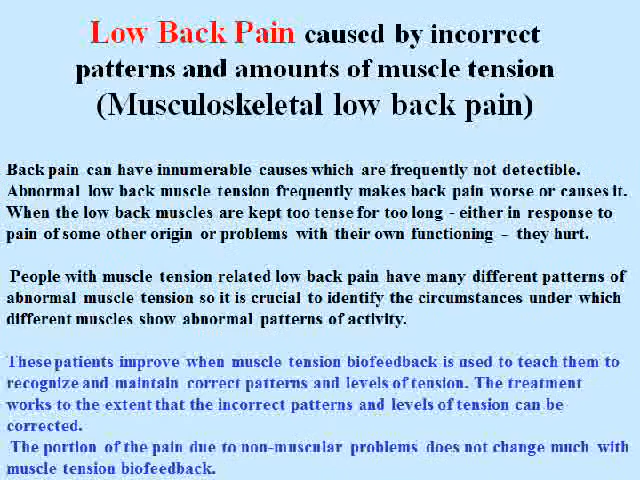 Low Back Pain caused by incorrect
patterns and amounts of muscle tension
(Musculoskeletal low back pain)
Back pain can have innumerable causes which are frequently not detectible.
Abnormal low back muscle tension frequently makes back pain worse or causes it.
When the low back muscles are kept too tense for too long - either in response to
pain of some other origin or problems with their own functioning – they hurt.
People with muscle tension related low back pain have many different patterns of
abnormal muscle tension so it is crucial to identify the circumstances under which
different muscles show abnormal patterns of activity.
These patients improve when muscle tension biofeedback is used to teach them to
recognize and maintain correct patterns and levels of tension. The treatment
works to the extent that the incorrect patterns and levels of tension can be
corrected.
The portion of the pain due to non-muscular problems does not change much with
muscle tension biofeedback.